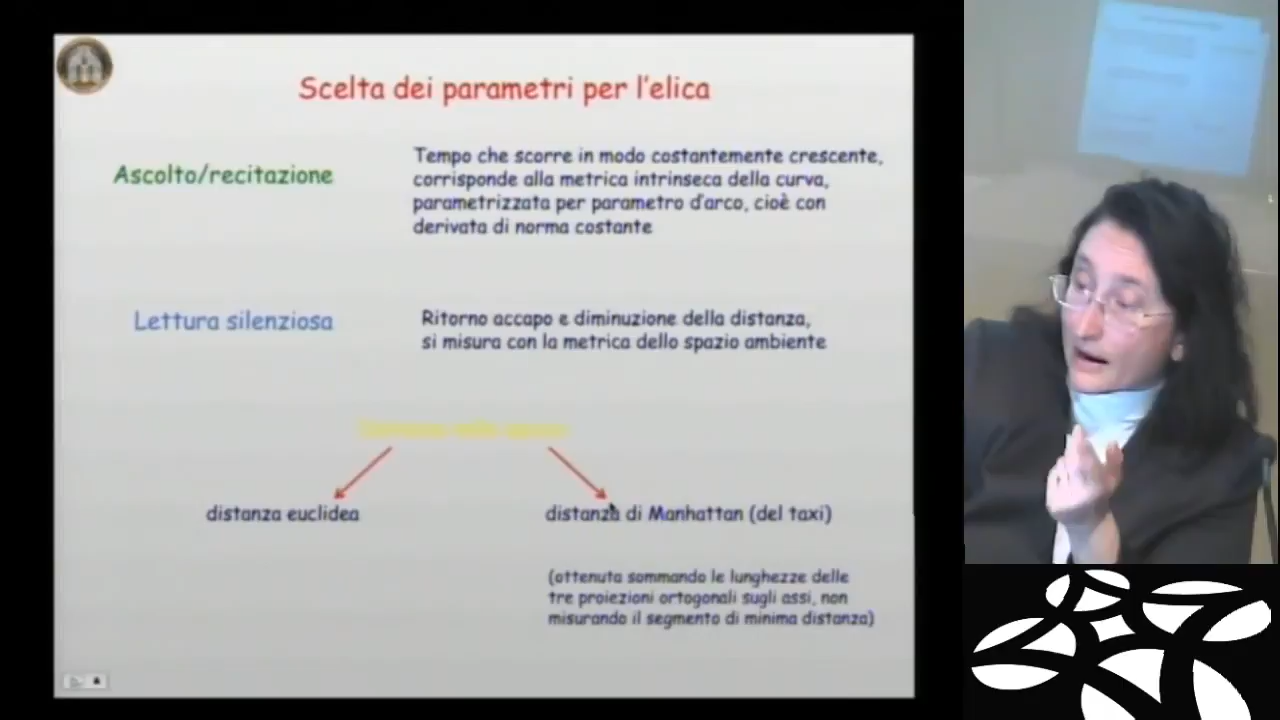 Scelta dei parametri per l'elica
Ascolto/recitazione
Tempo che scorre in modo costantemente crescente,
corrisponde alla metrica intrinseca della curva,
parametrizzata per parametro d'arco, cioè con
derivata di norma costante
Lettura silenziosa
Ritorno accapo e diminuzione della distanza,
si misura con la metrica dello spazio ambiente
distanza euclidea
distanza di Manhattan (del taxi)
(ottenuta sommando le lunghezze delle
tre proiezioni ortogonali sugli assi, non
misurando il segmento di minima distanza)